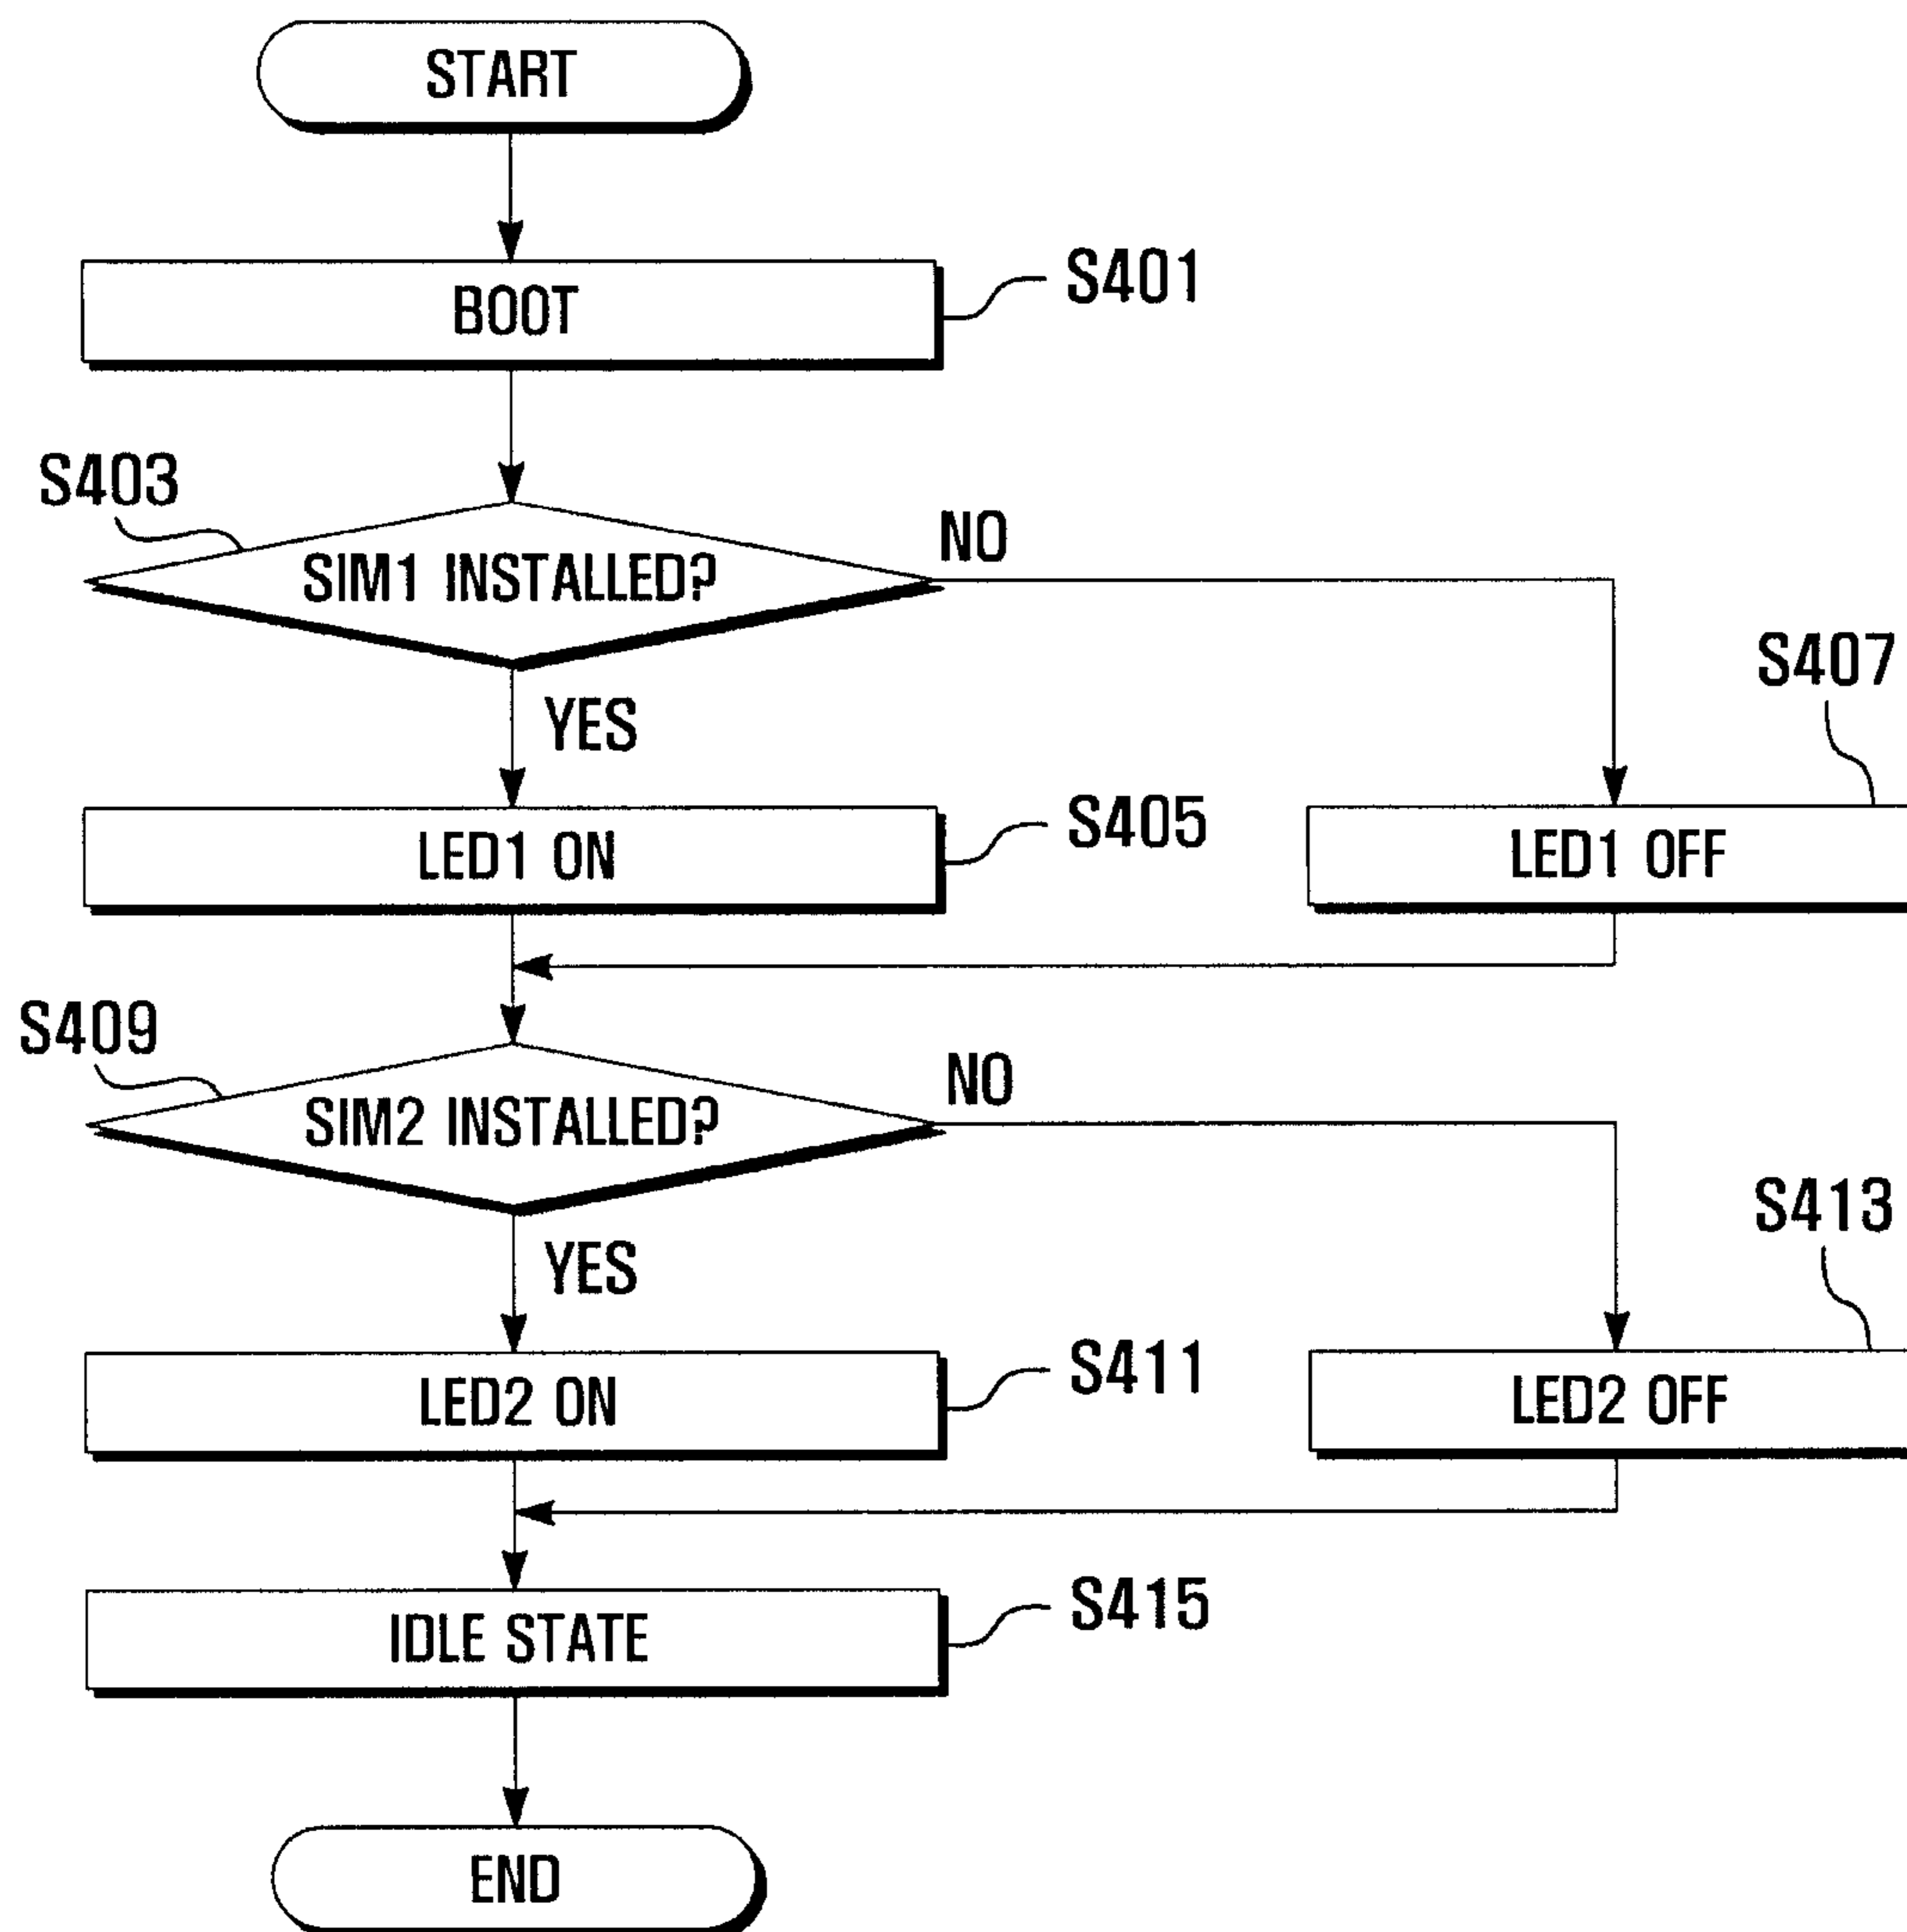 START
BOOT
S401
S403
SIM1 INSTALLED?
NO
YES
S407
LED1 ON
S405
LED1 OFF
S409
SIM2 INSTALLED?
NO
YES
S413
LED2 ON
S411
LED2 OFF
IDLE STATE
S415
END